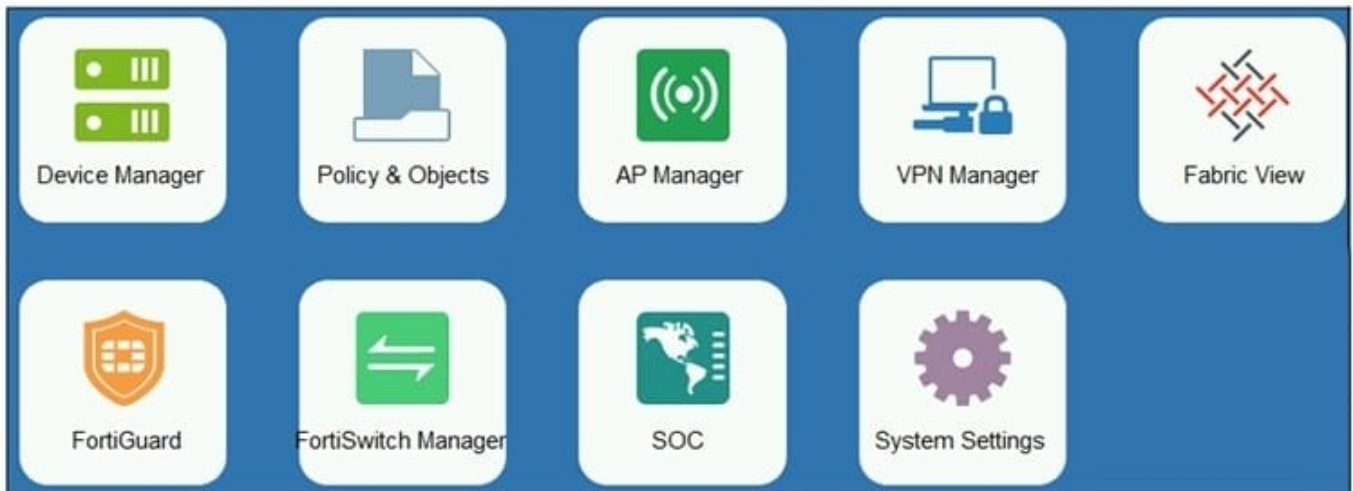 Device Manager
Policy & Objects
AP Manager
VPN Manager
Fabric View
FortiGuard
FortiSwitch Manager
SOC
System Settings